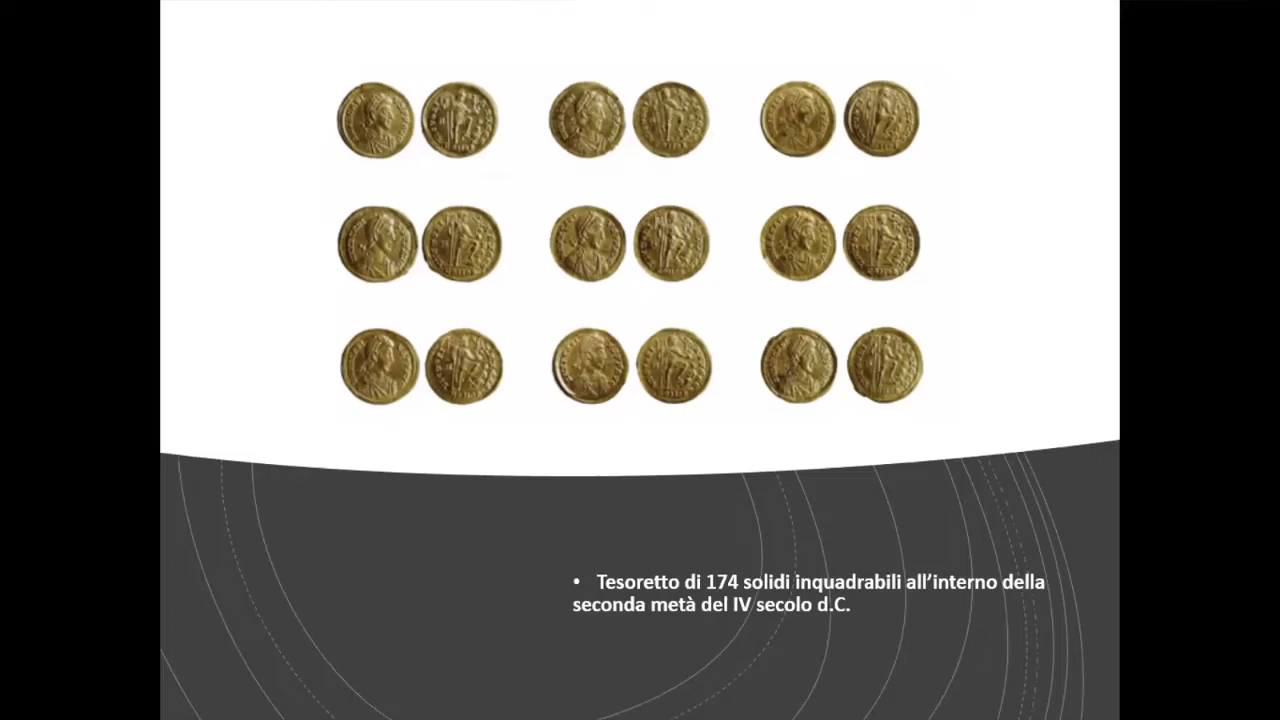 • Tesoretto di 174 solidi inquadrabili all’interno della
seconda metà del IV secolo d.C.